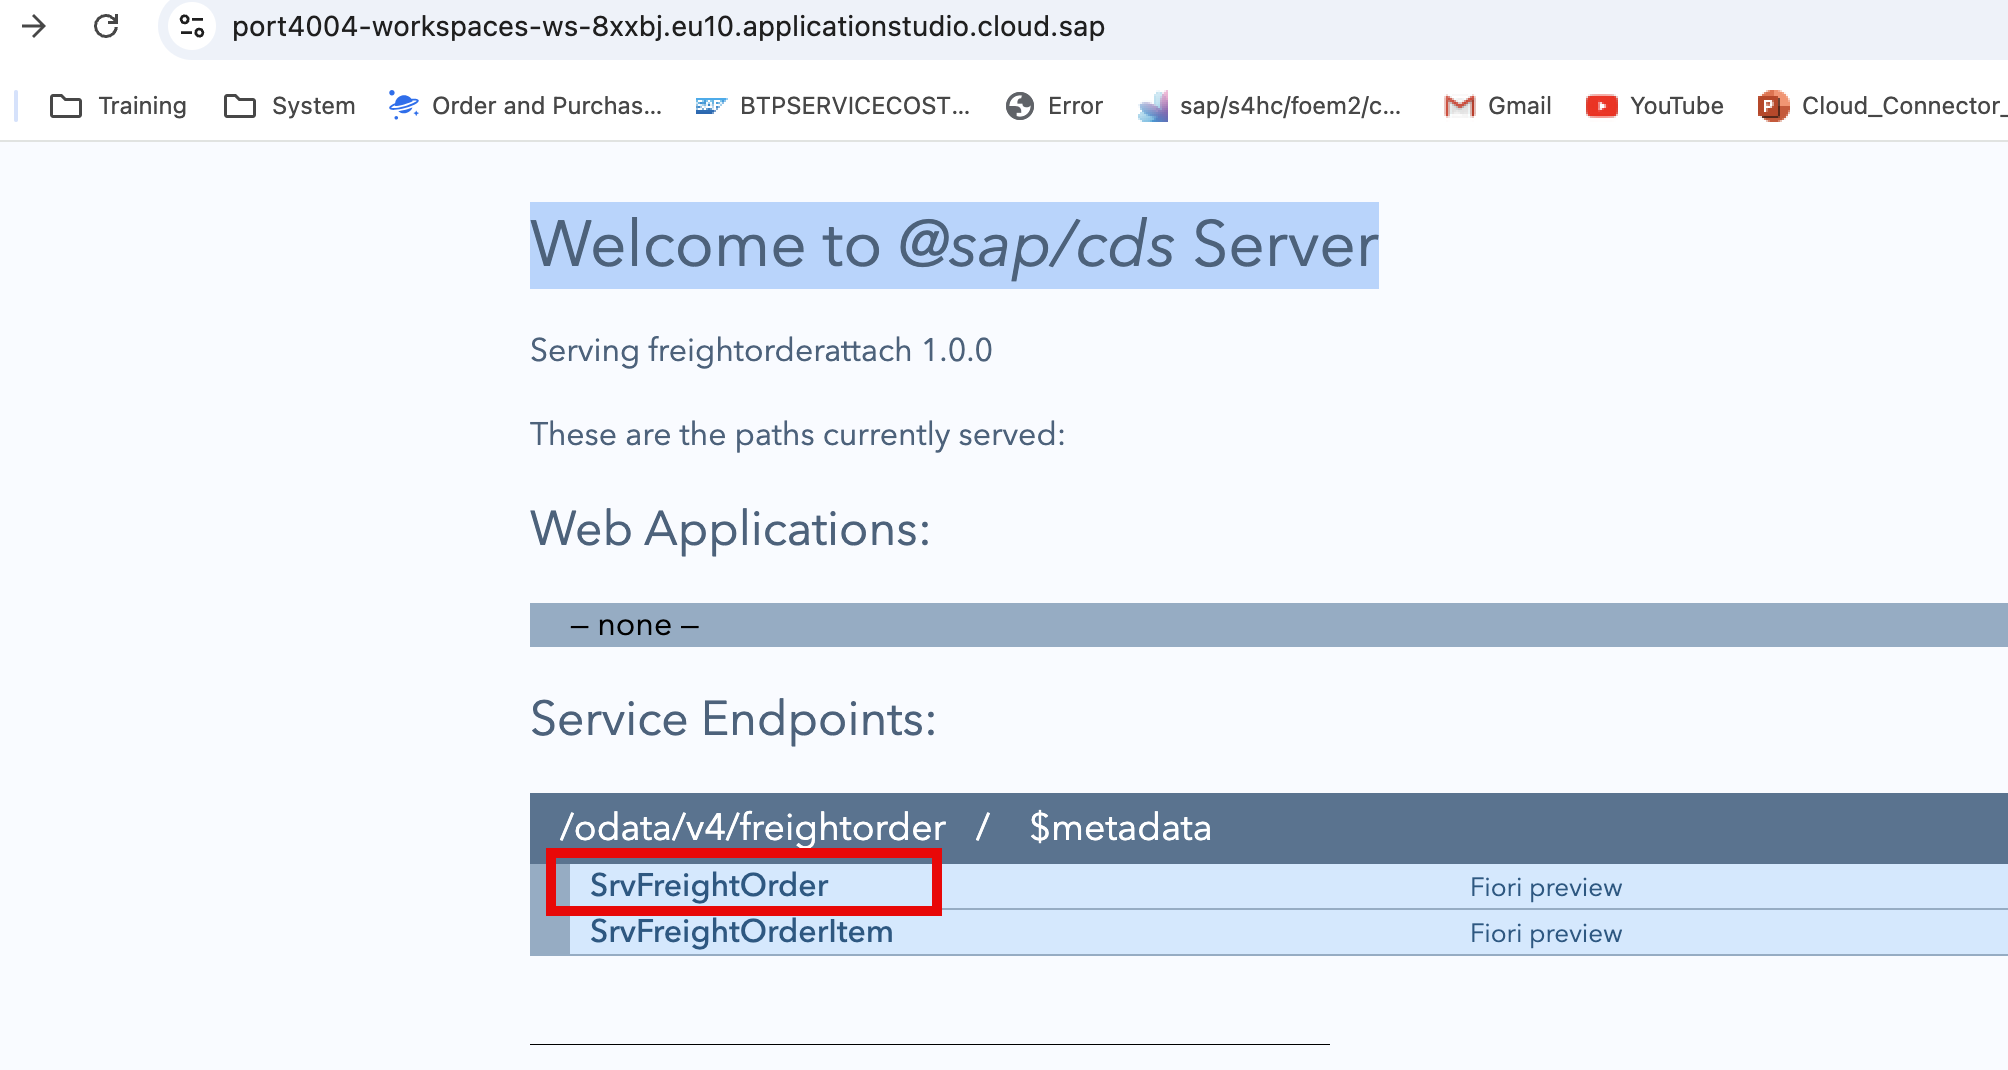 port4004-workspaces-ws-8xxbj.eu10.applicationstudio.cloud.sap
Training System Order and Purchas... SAP BTPSERVICECOST... Error sap/s4hc/foem2/c... Gmail YouTube P Cloud_Connector_
Welcome to @sap/cds Server
Serving freightorderattach 1.0.0
These are the paths currently served:
Web Applications:
– none –
Service Endpoints:
/odata/v4/freightorder / $metadata
SrvFreightOrder Fiori preview
SrvFreightOrderItem Fiori preview